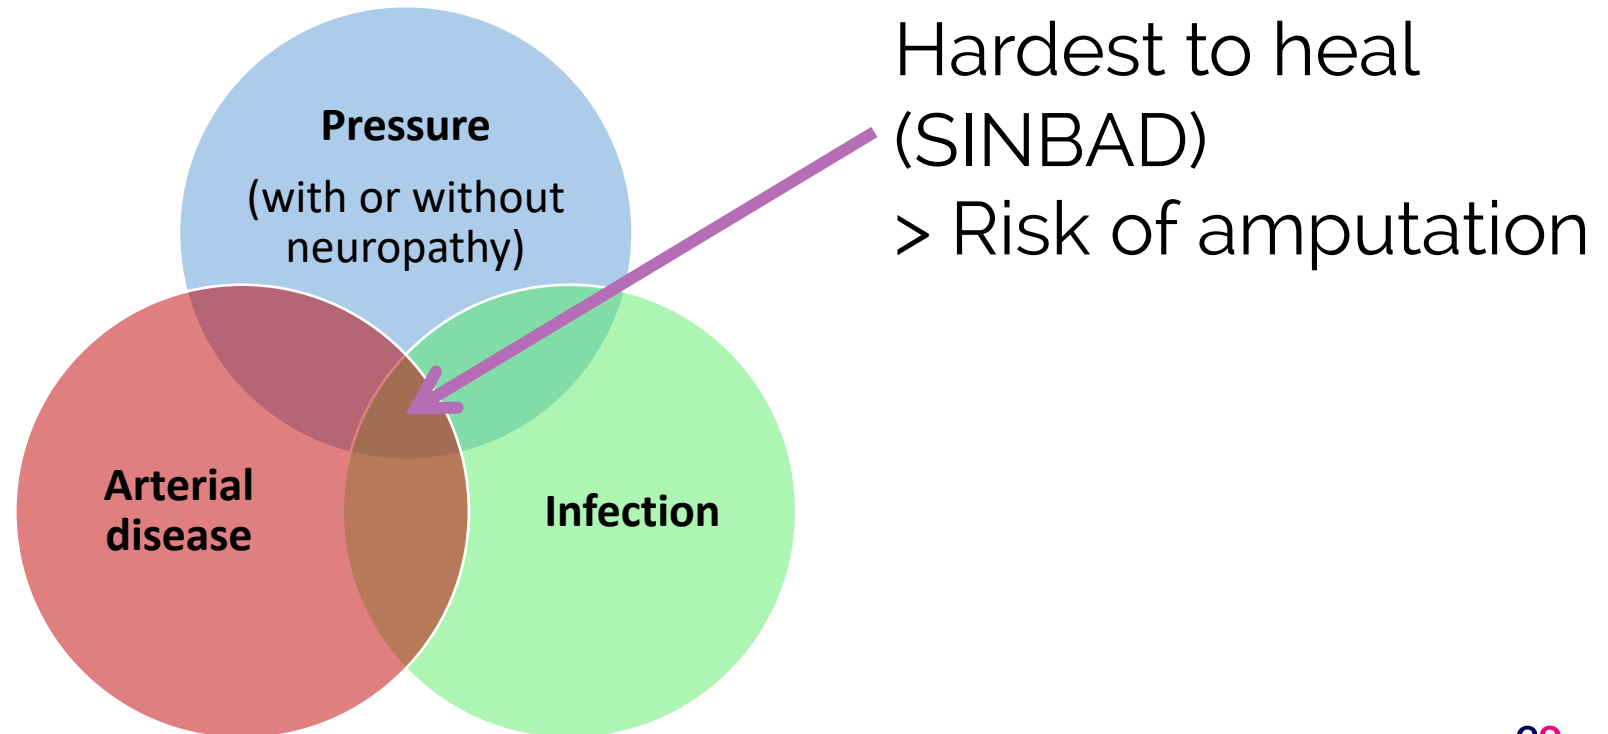 Hardest to heal
(SINBAD)
> Risk of amputation
Pressure
(with or without
neuropathy)
Arterial
disease
Infection